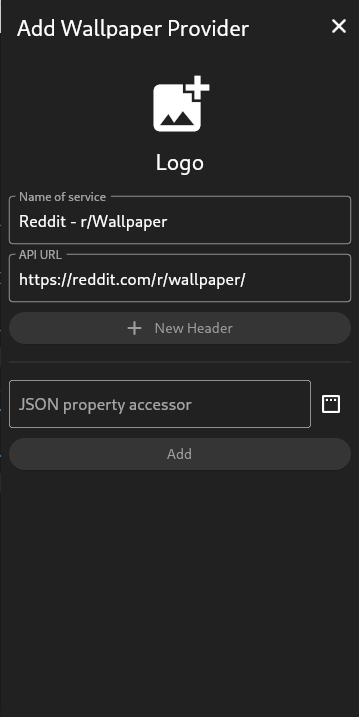 Add Wallpaper Provider
Logo
Name of service
Reddit - r/Wallpaper
API URL
https://reddit.com/r/wallpaper/
New Header
JSON property accessor
Add